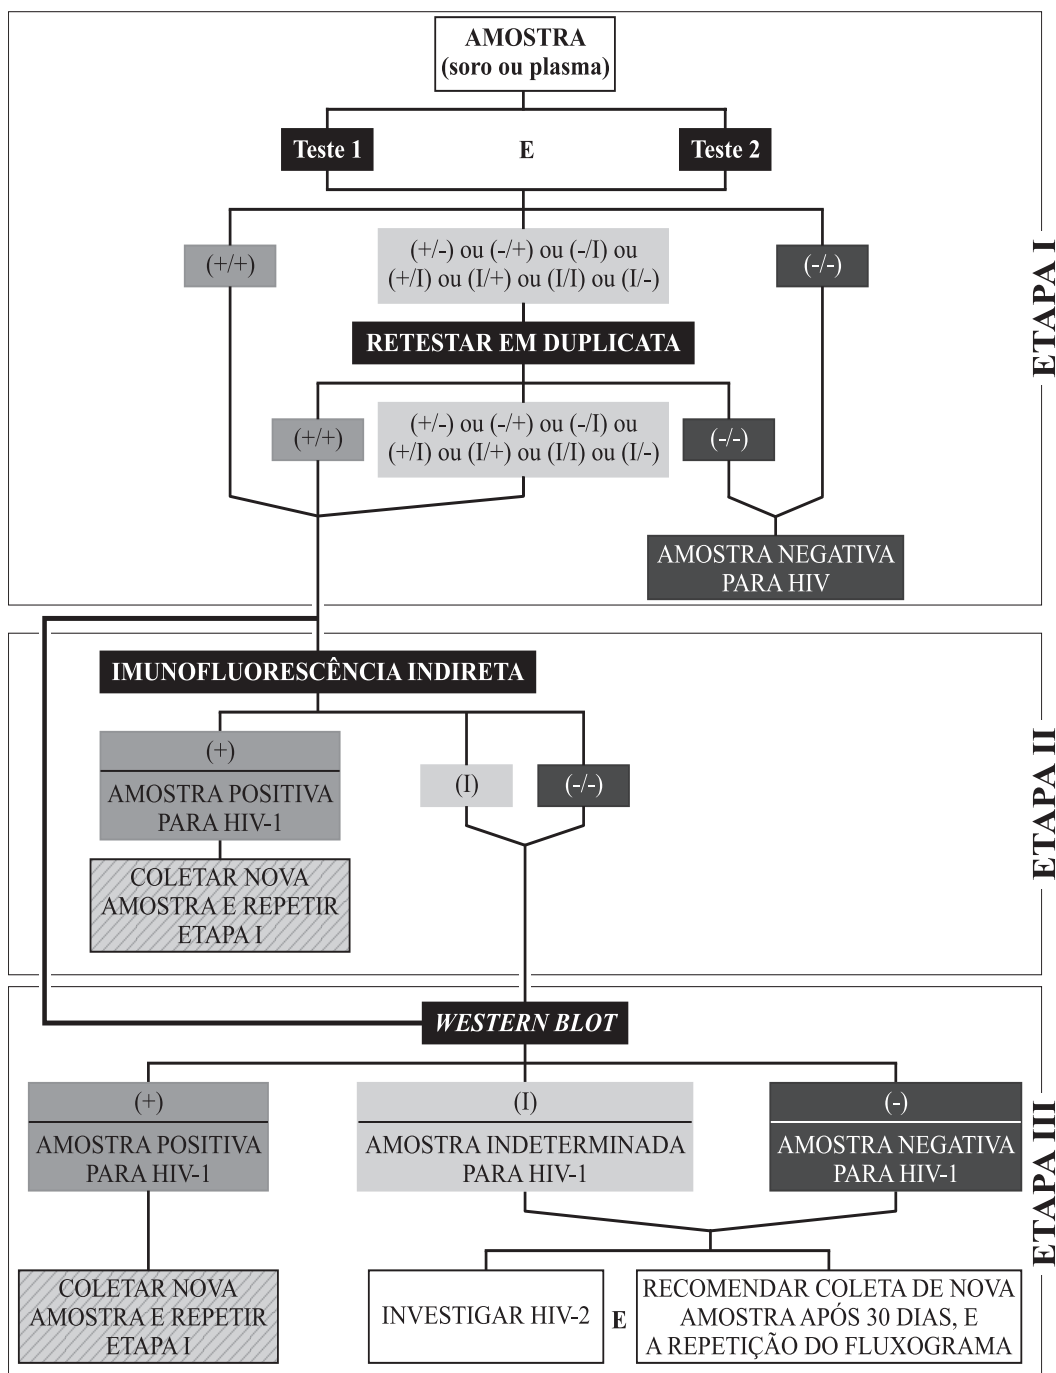 AMOSTRA
(soro ou plasma)
Teste 1
E
Teste 2
(+/+)
(+/-) ou (-/+) ou (-/I) ou
(+/I) ou (I/+) ou (I/I) ou (I/-)
(-/-)
RETESTAR EM DUPLICATA
(+/+)
(+/-) ou (-/+) ou (-/I) ou
(+/I) ou (I/+) ou (I/I) ou (I/-)
(-/-)
AMOSTRA NEGATIVA
PARA HIV
ETAPA I
IMUNOFLUORESCÊNCIA INDIRETA
(+)
AMOSTRA POSITIVA
PARA HIV-1
(I)
(-/-)
COLETAR NOVA
AMOSTRA E REPETIR
ETAPA I
ETAPA II
WESTERN BLOT
(+)
AMOSTRA POSITIVA
PARA HIV-1
(I)
AMOSTRA INDETERMINADA
PARA HIV-1
(-)
AMOSTRA NEGATIVA
PARA HIV-1
COLETAR NOVA
AMOSTRA E REPETIR
ETAPA I
INVESTIGAR HIV-2
E
RECOMENDAR COLETA DE NOVA
AMOSTRA APÓS 30 DIAS, E
A REPETIÇÃO DO FLUXOGRAMA
ETAPA III